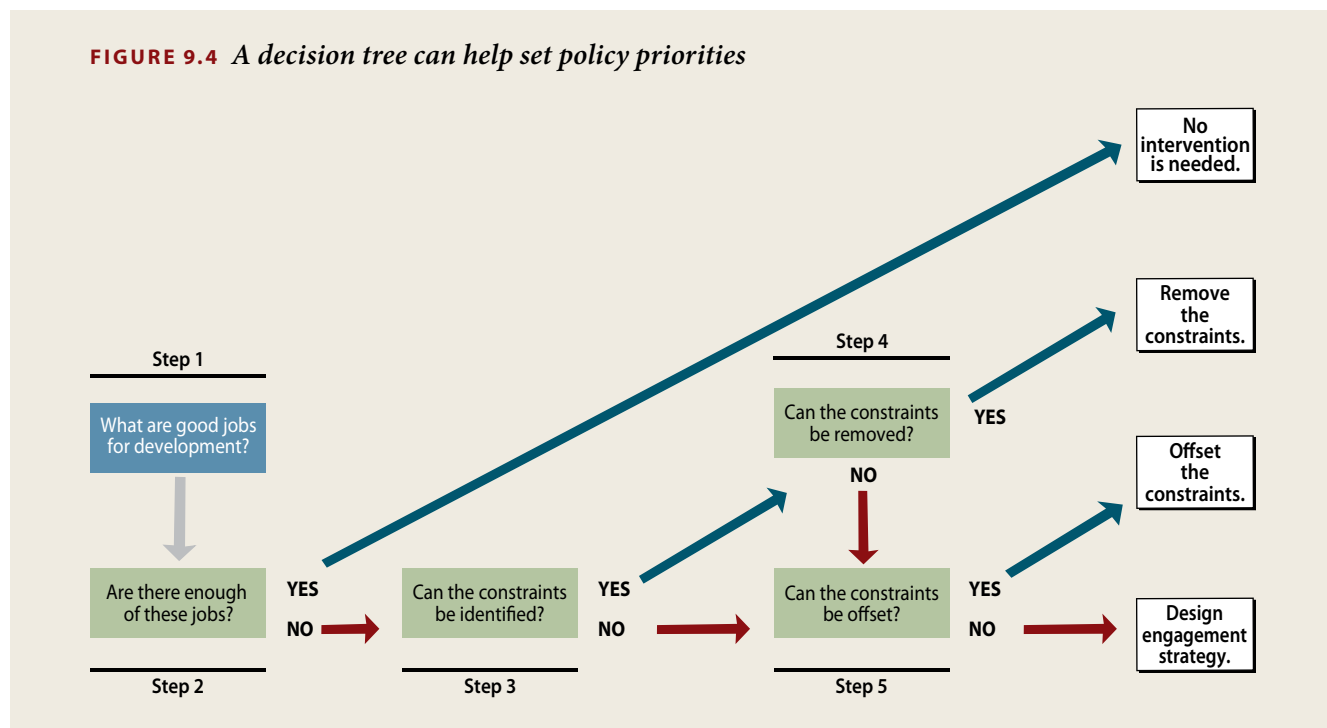 FIGURE 9.4 A decision tree can help set policy priorities
No
intervention
is needed.
Remove
the
constraints.
Step 1
Step 4
What are good jobs
for development?
Can the constraints
be removed?
YES
NO
Offset
the
constraints.
Are there enough
of these jobs?
YES
NO
Can the constraints
be identified?
YES
NO
Can the constraints
be offset?
YES
NO
Design
engagement
strategy.
Step 2
Step 3
Step 5